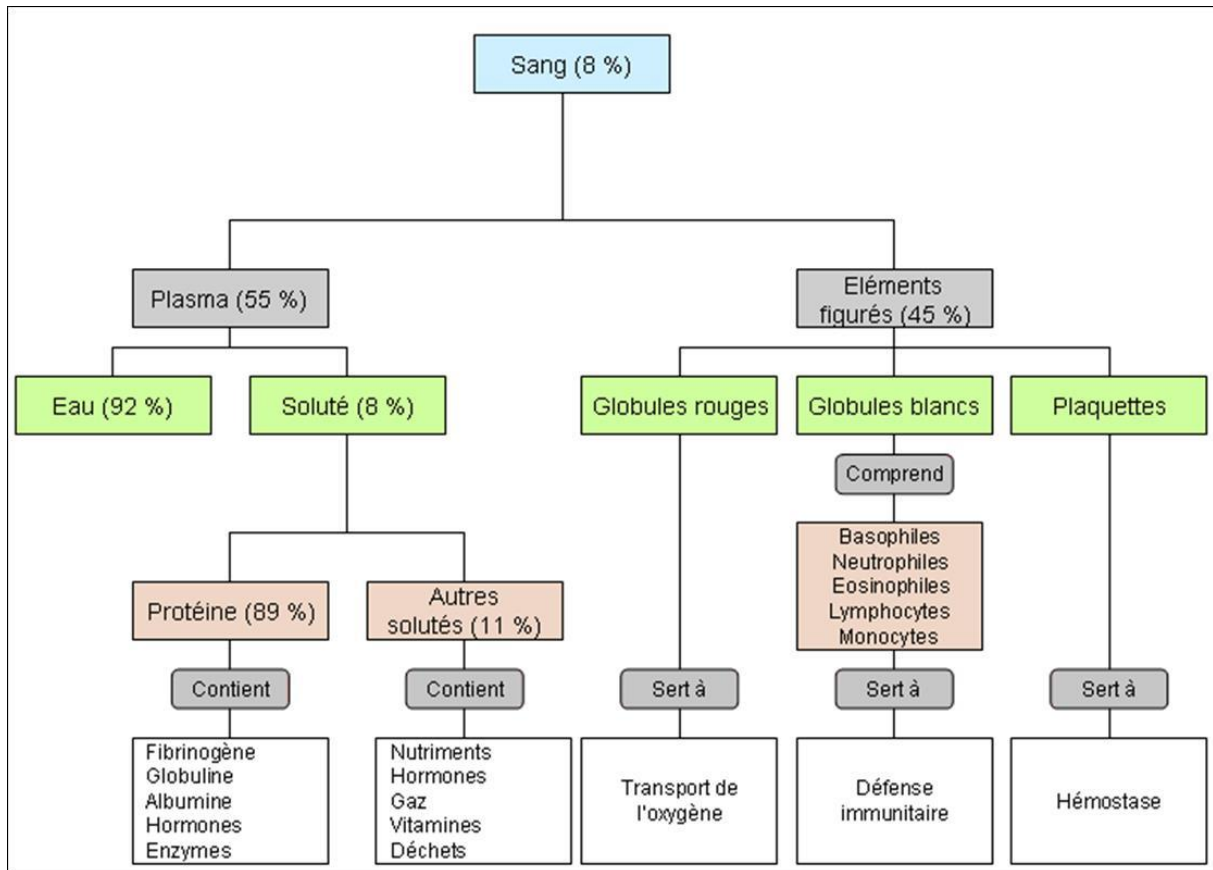 Sang (8 %)
Plasma (55 %)
Eléments
figurés (45 %)
Eau (92 %)
Soluté (8 %)
Globules rouges
Globules blancs
Plaquettes
Comprend
Basophiles
Neutrophiles
Eosinophiles
Lymphocytes
Monocytes
Protéine (89 %)
Autres
solutés (11 %)
Contient
Contient
Sert à
Sert à
Sert à
Fibrinogène
Globuline
Albumine
Hormones
Enzymes
Nutriments
Hormones
Gaz
Vitamines
Déchets
Transport de
l'oxygène
Défense
immunitaire
Hémostase